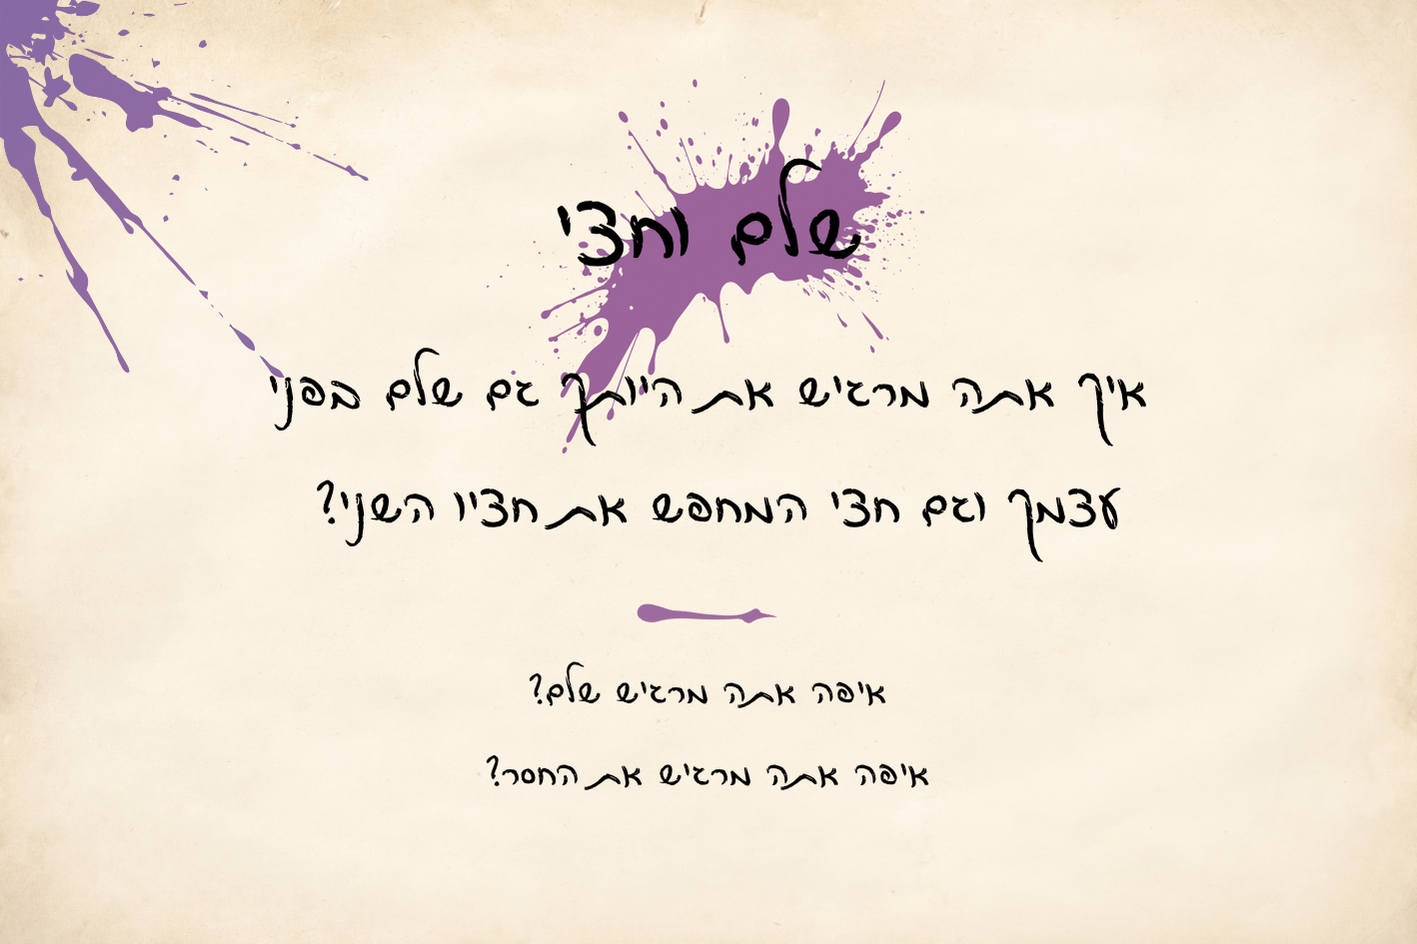 שלם וחצי
איך אתה מרגיש את היותך גם שלם בפני
עצמך וגם חצי המחפש את חציו השני?
איפה אתה מרגיש שלם?
איפה אתה מרגיש את החסר?